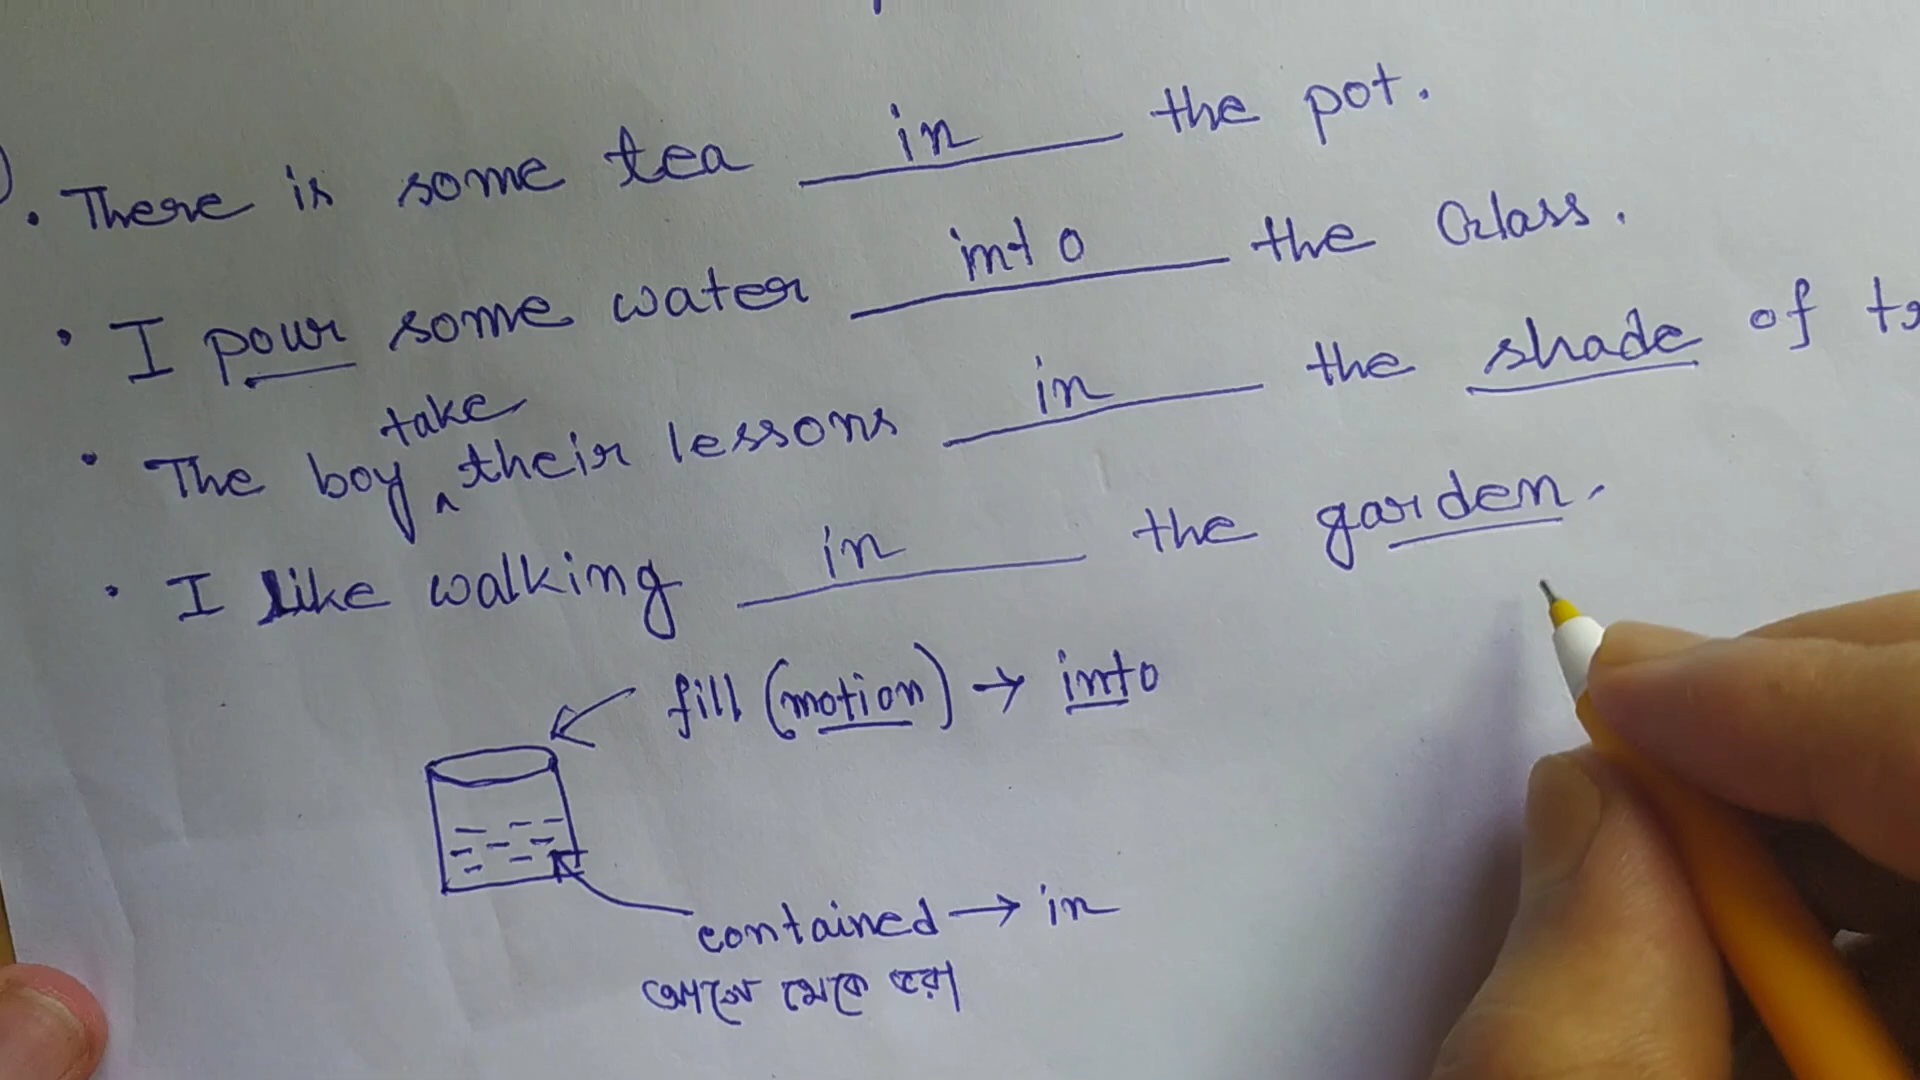 . There is some tea in the pot.
. I pour some water into the Glass.
. The boy take their lessons in the shade of
. I like walking in the garden.
fill (motion) → into
contained → in
থেকে